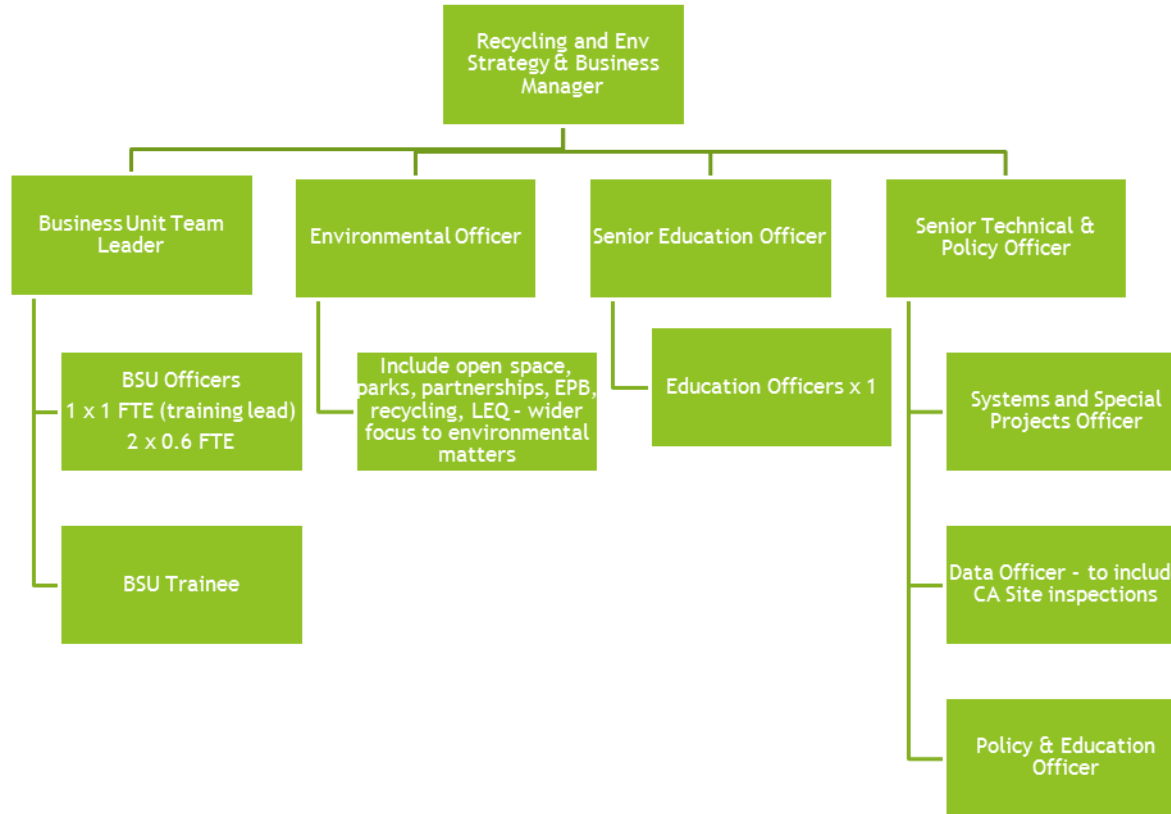 Recycling and Env
Strategy & Business
Manager
Business Unit Team
Leader
Environmental Officer
Senior Education Officer
Senior Technical &
Policy Officer
BSU Officers
1 x 1 FTE (training lead)
2 x 0.6 FTE
BSU Trainee
Include open space,
parks, partnerships, EPB,
recycling, LEQ - wider
focus to environmental
matters
Education Officers x 1
Systems and Special
Projects Officer
Data Officer - to includ
CA Site inspections
Policy & Education
Officer